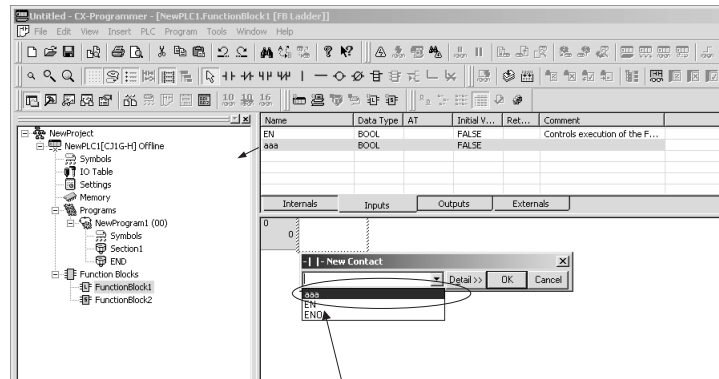 Untitled - CX-Programmer - [NewPLC1.FunctionBlock1 [FB Ladder]]
File Edit View Insert PLC Program Tools Window Help
10 10 16
Name Data Type AT Initial V... Ret... Comment
EN BOOL FALSE Controls execution of the F...
aaa BOOL FALSE
Internals Inputs Outputs Externals
NewProject
NewPLC1[CJ1G-H] Offline
Symbols
IO Table
Settings
Memory
Programs
NewProgram1 (00)
Symbols
Section1
END
Function Blocks
FunctionBlock1
FunctionBlock2
0
0
-| |- New Contact
Detail >> OK Cancel
aaa
EN
ENO